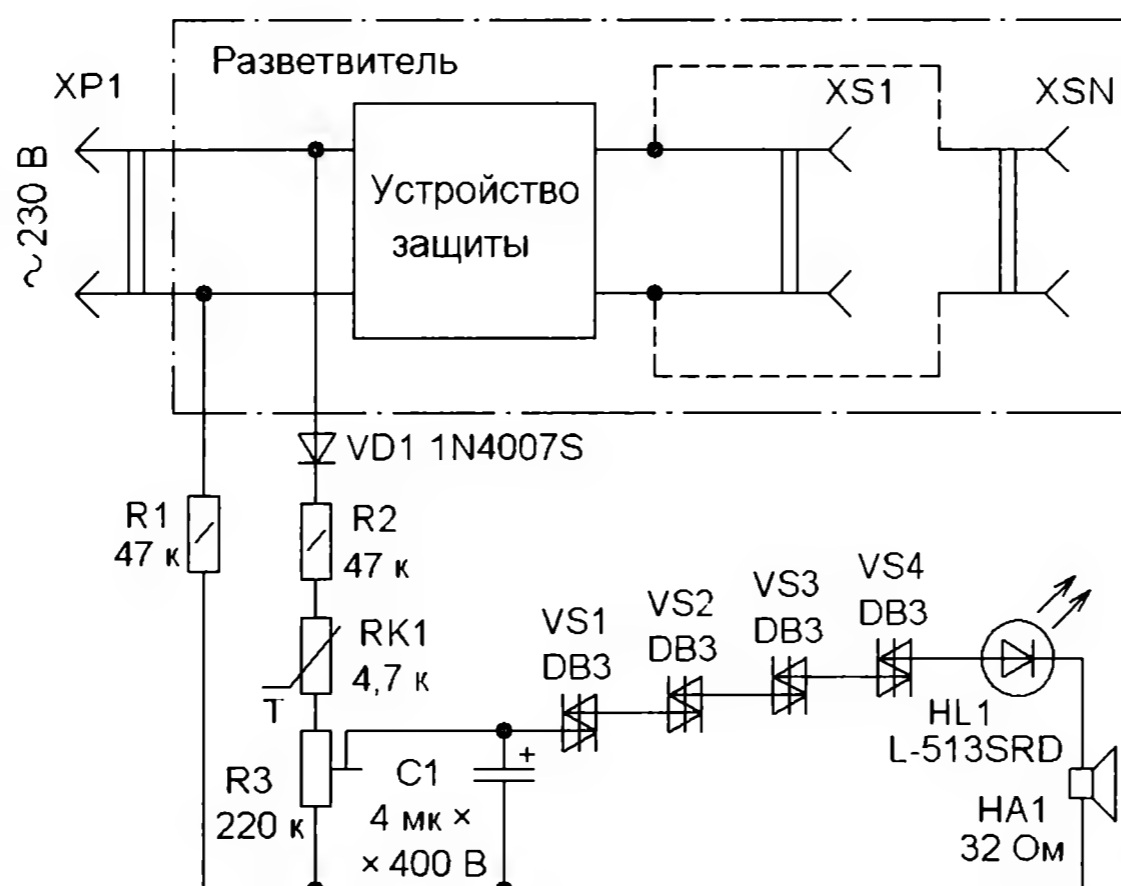 Разветвитель
XP1
XS1
XSN
~230 В
Устройство
защиты
VD1 1N4007S
R1
47 к
R2
47 к
RK1
4,7 к
T
R3
220 к
C1
4 мк ×
× 400 В
+
VS1
DB3
VS2
DB3
VS3
DB3
VS4
DB3
HL1
L-513SRD
HA1
32 Ом